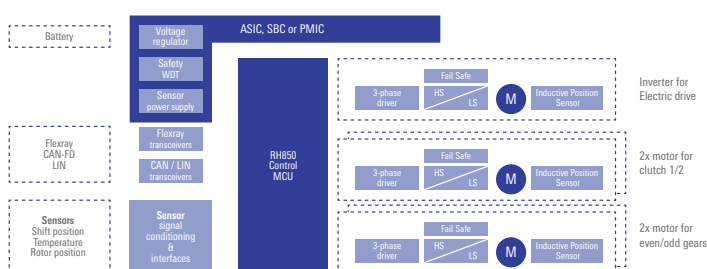 Battery
Voltage
regulator
Safety
WDT
Sensor
power supply
ASIC, SBC or PMIC
Flexray
CAN-FD
LIN
Flexray
transceivers
CAN / LIN
transceivers
Sensors
Shift position
Temperature
Rotor position
Sensor
signal
conditioning
&
interfaces
RH850
Control
MCU
Fail Safe
3-phase
driver
HS
LS
M
Inductive Position
Sensor
Inverter for
Electric drive
Fail Safe
3-phase
driver
HS
LS
M
Inductive Position
Sensor
2x motor for
clutch 1/2
Fail Safe
3-phase
driver
HS
LS
M
Inductive Position
Sensor
2x motor for
even/odd gears